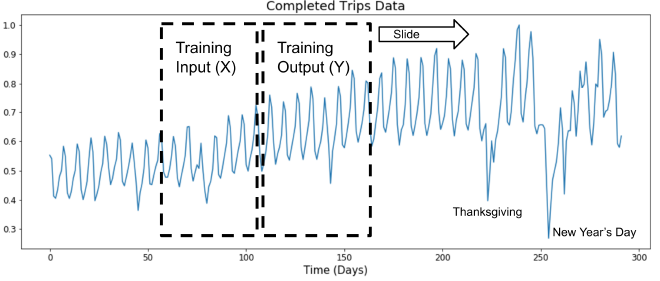 Completed Trips Data
1.0
0.9
0.8
0.7
0.6
0.5
0.4
0.3
Training
Input (X)
Training
Output (Y)
Slide
Thanksgiving
New Year's Day
0
50
100
150
200
250
300
Time (Days)